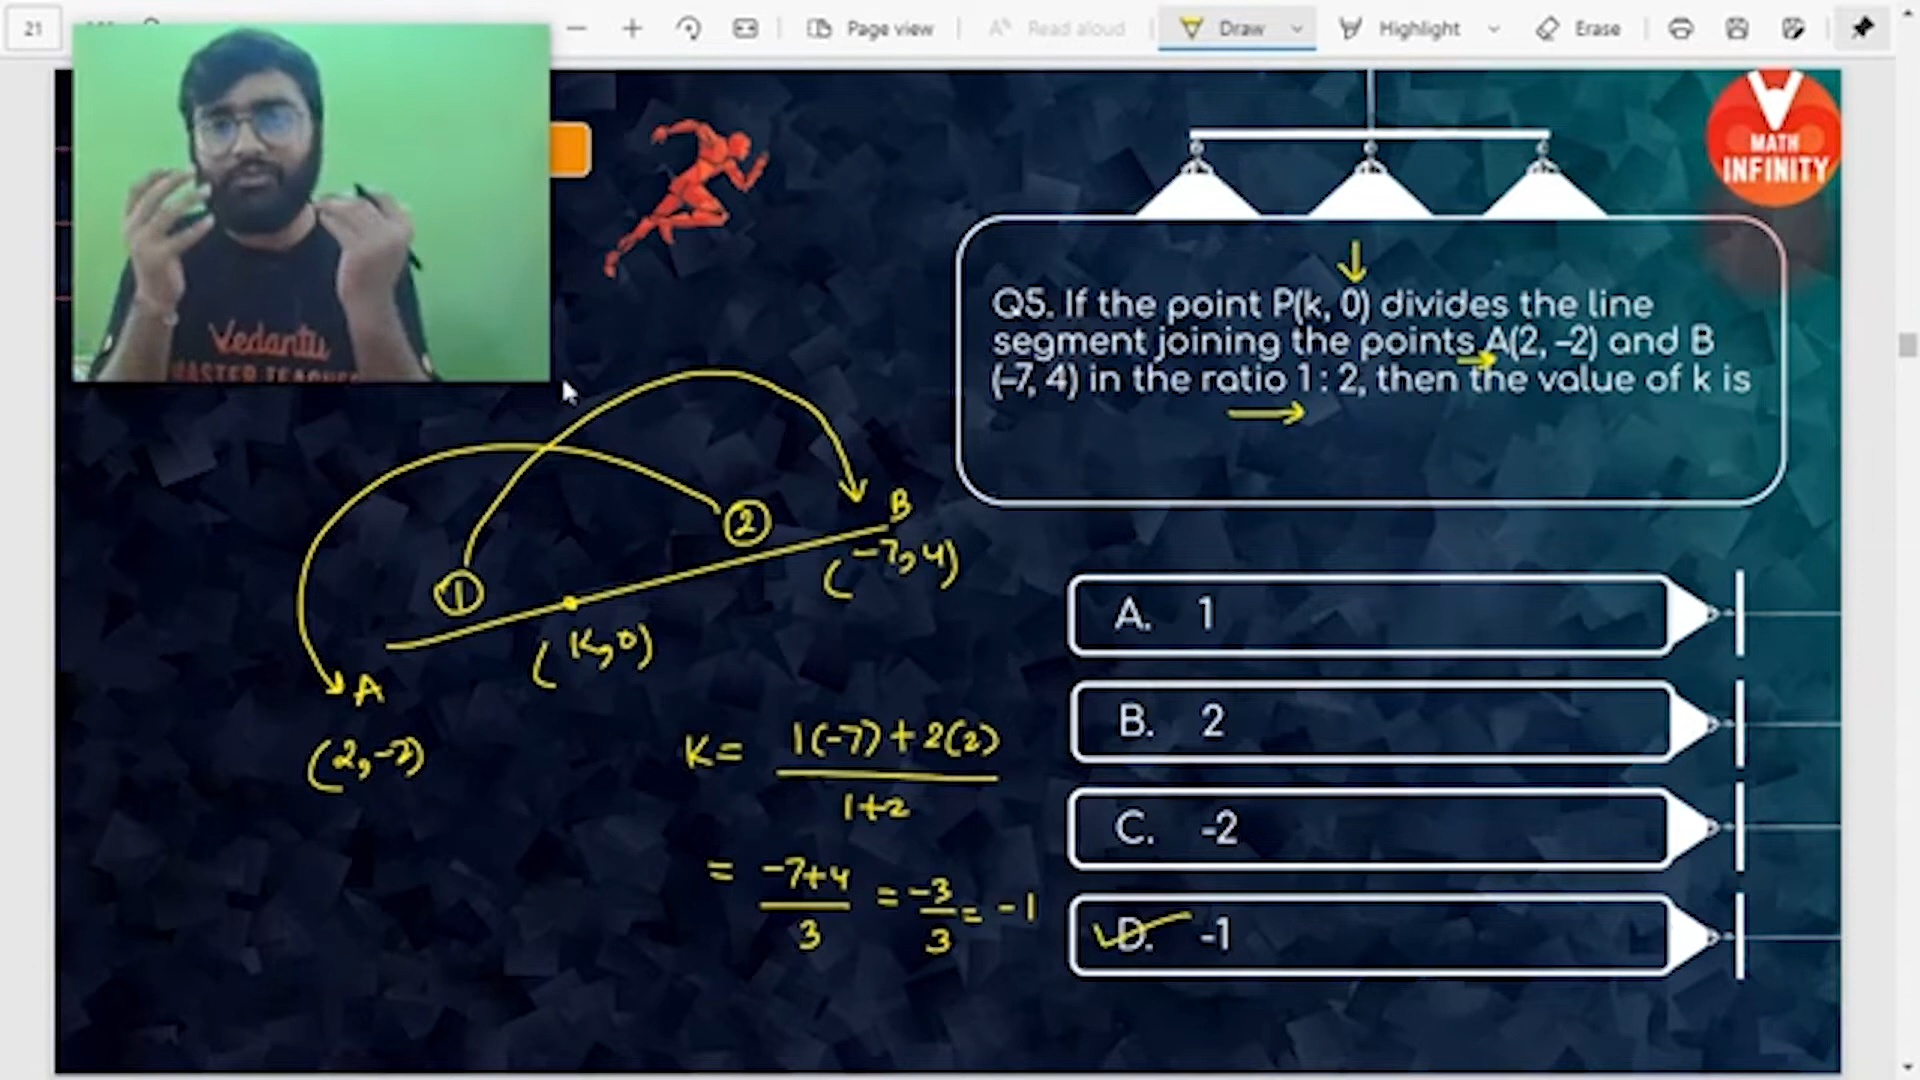 21
Page view
Read aloud
Draw
Highlight
Erase
MATH
INFINITY
Vedantu
MASTER TEACHER
Q5. If the point P(k, 0) divides the line
segment joining the points A(2, -2) and B
(-7, 4) in the ratio 1 : 2, then the value of k is
A. 1
B. 2
C. -2
D. -1
1
2
B
(-7,4)
(K,0)
A
(2,-2)
K= 1(-7)+2(2)
1+2
= -7+4 = -3 = -1
3 3